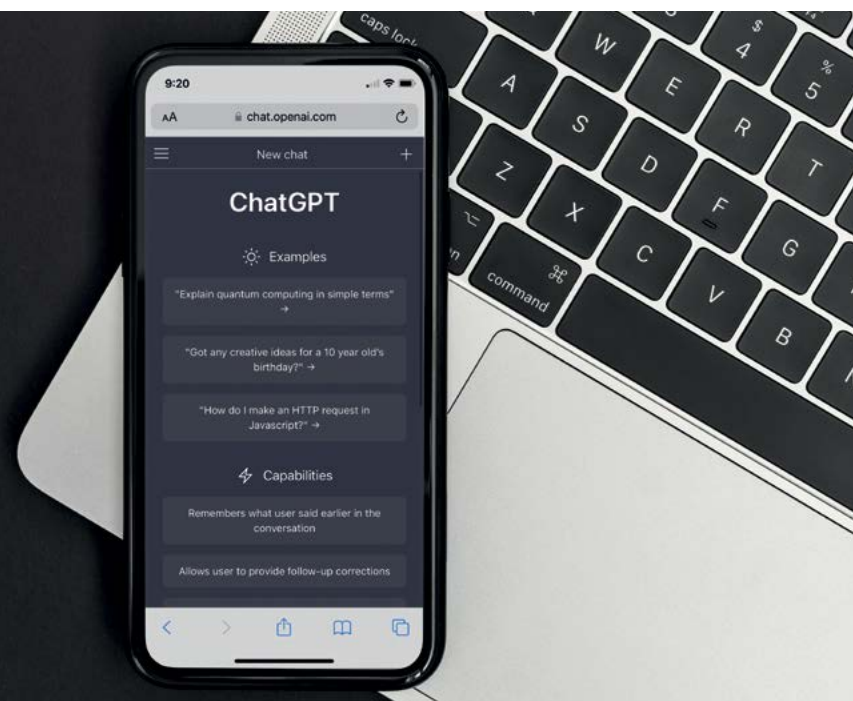 9:20
AA chat.openai.com
New chat +
ChatGPT
Examples
"Explain quantum computing in simple terms"
→
"Got any creative ideas for a 10 year old's
birthday?" →
"How do I make an HTTP request in
Javascript?" →
Capabilities
Remembers what user said earlier in the
conversation
Allows user to provide follow-up corrections
caps lock
W
$
4
%
5
A
E
R
S
D
T
Z
F
X
G
C
V
B
⌥
⌘
command